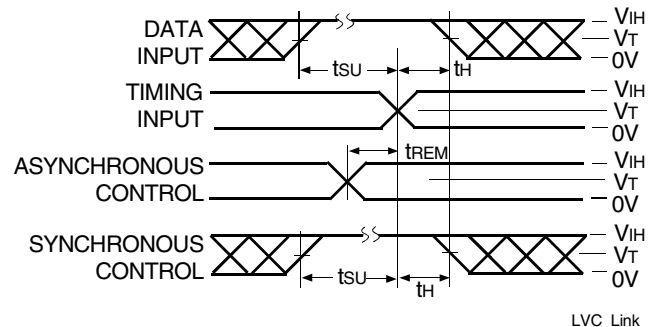 DATA INPUT
VIH
VT
0V
tSU
tH
TIMING INPUT
VIH
VT
0V
tREM
ASYNCHRONOUS CONTROL
VIH
VT
0V
SYNCHRONOUS CONTROL
VIH
VT
0V
tSU
tH
LVC Link